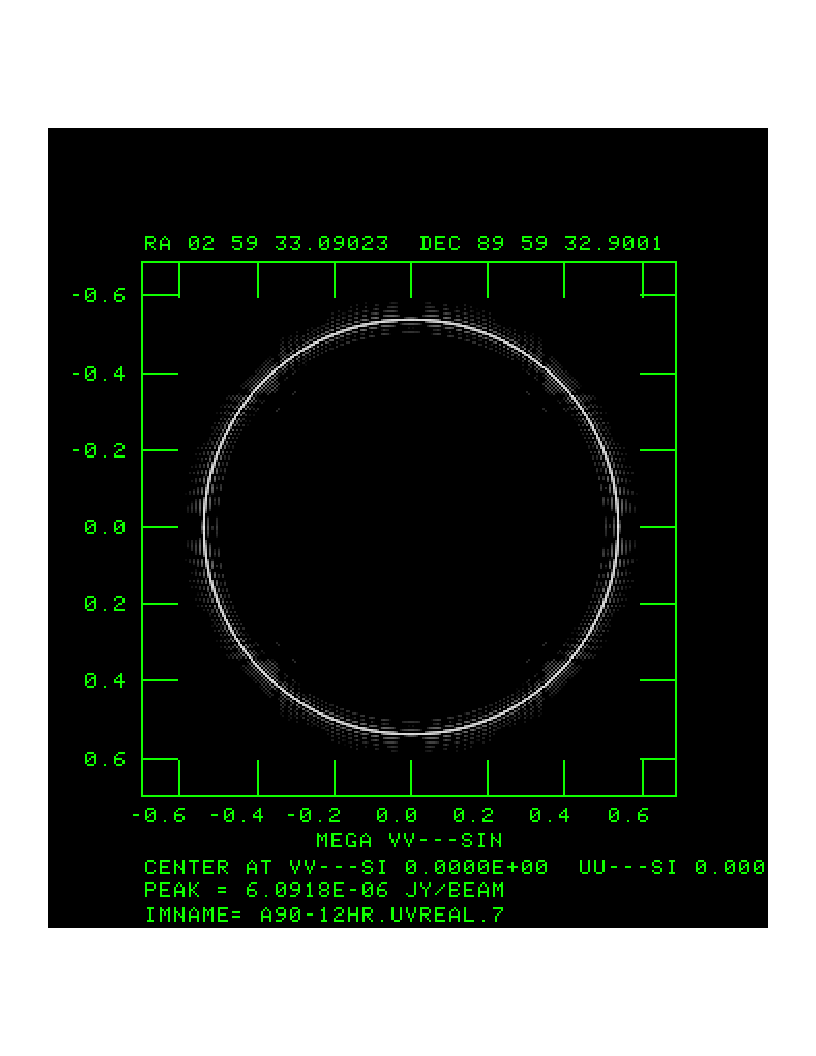 RA 02 59 33.09023  DEC 89 59 32.9001
-0.6
-0.4
-0.2
0.0
0.2
0.4
0.6
-0.6 -0.4 -0.2 0.0 0.2 0.4 0.6
MEGA VV---SIN
CENTER AT VV---SI 0.0000E+00  UU---SI 0.000
PEAK = 6.0918E-06 JY/BEAM
IMNAME= A90-12HR.UVREAL.7